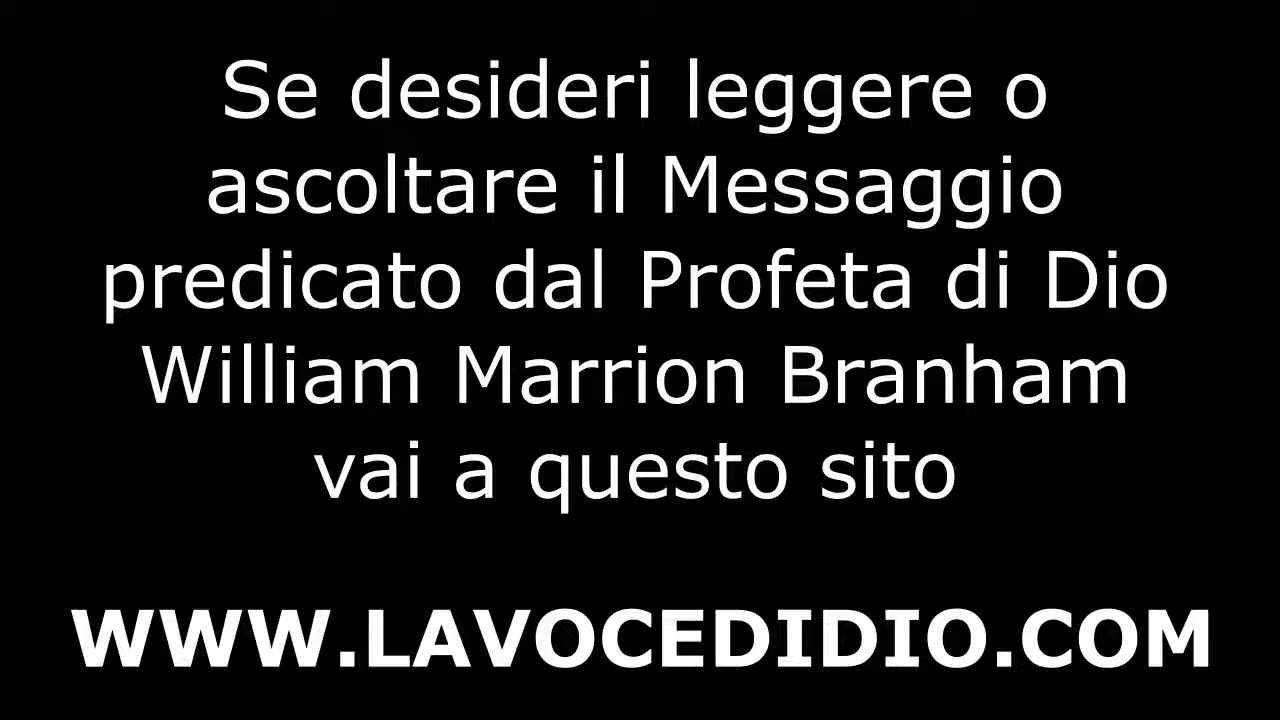 Se desideri leggere o
ascoltare il Messaggio
predicato dal Profeta di Dio
William Marrion Branham
vai a questo sito
WWW.LAVOCEDIDIO.COM